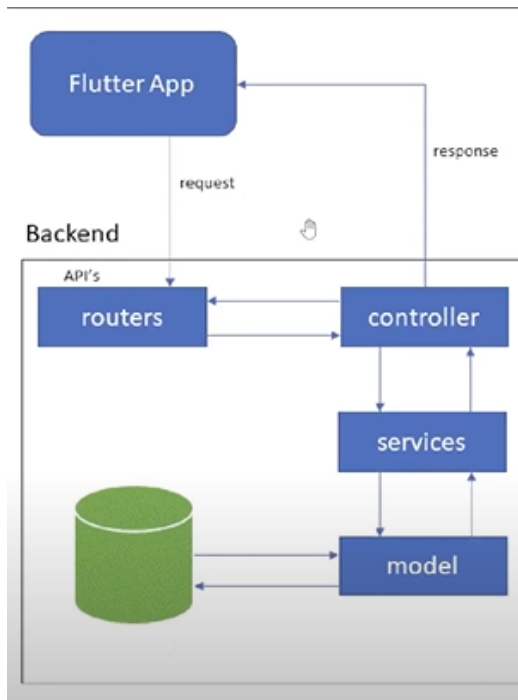 Flutter App
response
request
Backend
API's
routers
controller
services
model